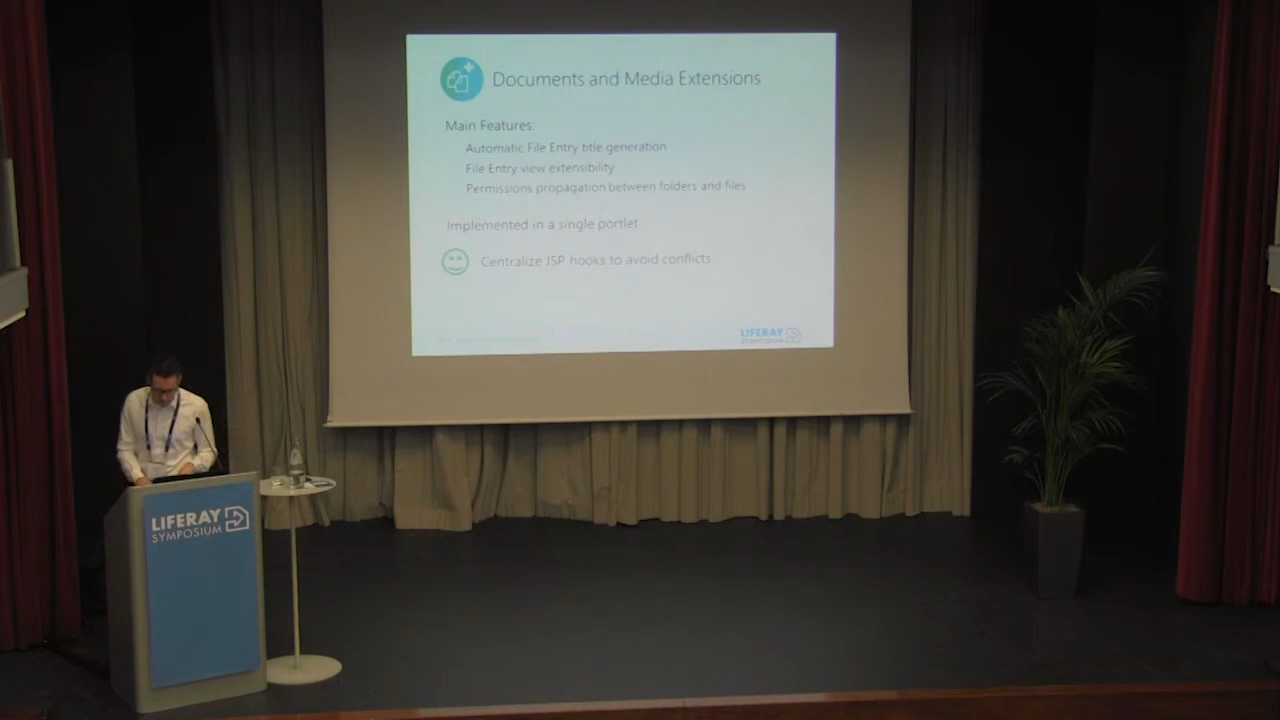 Documents and Media Extensions
Main Features:
Automatic File Entry title generation
File Entry view extensibility
Permissions propagation between folders and files
Implemented in a single portlet
Centralize JSP hooks to avoid conflicts
LIFERAY
SYMPOSIUM
LIFERAY
SYMPOSIUM